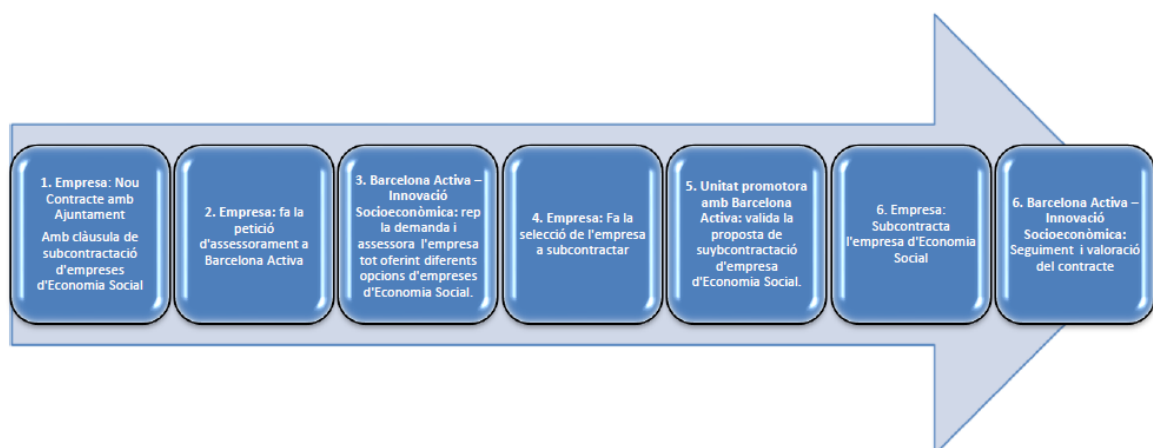 1. Empresa: Nou
Contracte amb
Ajuntament
Amb clàusula de
subcontractació
d'empreses
d'Economia Social
2. Empresa: fa la
petició
d'assessorament a
Barcelona Activa
3. Barcelona Activa –
Innovació
Socioeconòmica: rep
la demanda i
assessora l'empresa
tot oferint diferents
opcions d'empreses
d'Economia Social.
4. Empresa: Fa la
selecció de l'empresa
a subcontractar
5. Unitat promotora
amb Barcelona
Activa: valida la
proposta de
suybcontractació
d'empresa
d'Economia Social.
6. Empresa:
Subcontracta
l'empresa d'Economia
Social
6. Barcelona Activa –
Innovació
Socioeconòmica:
Seguiment i valoració
del contracte